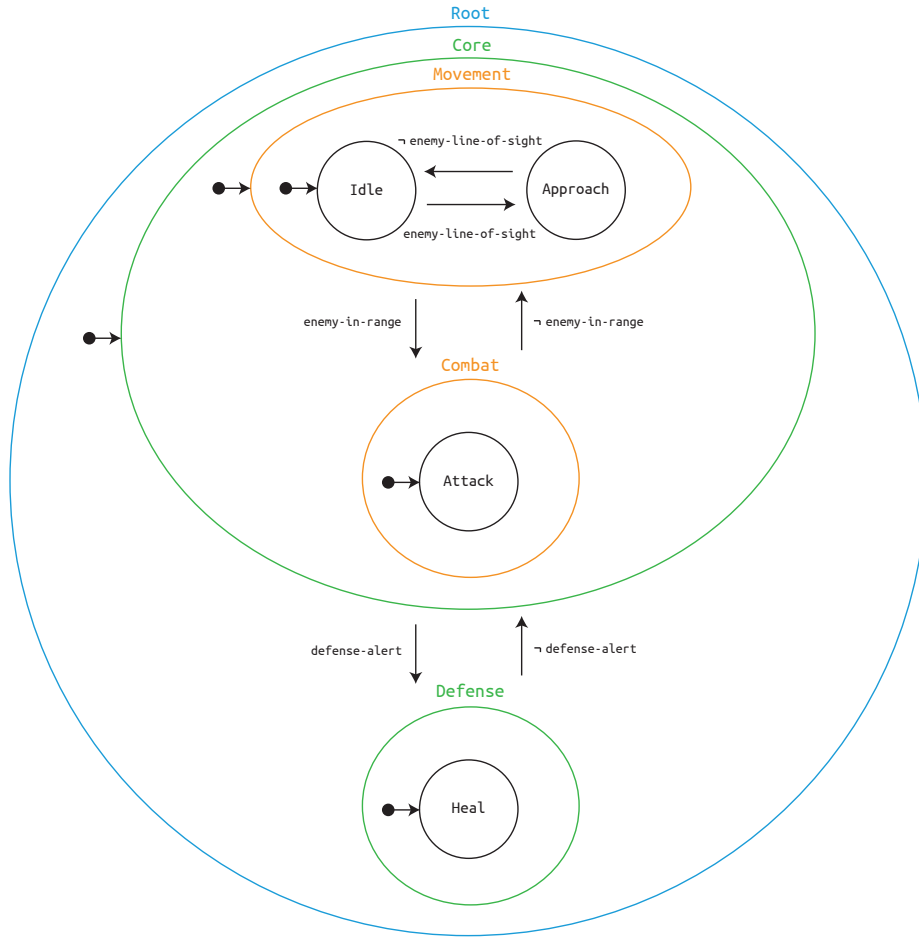 Root
Core
Movement
¬ enemy-line-of-sight
Idle
Approach
enemy-line-of-sight
enemy-in-range
¬ enemy-in-range
Combat
Attack
defense-alert
¬ defense-alert
Defense
Heal